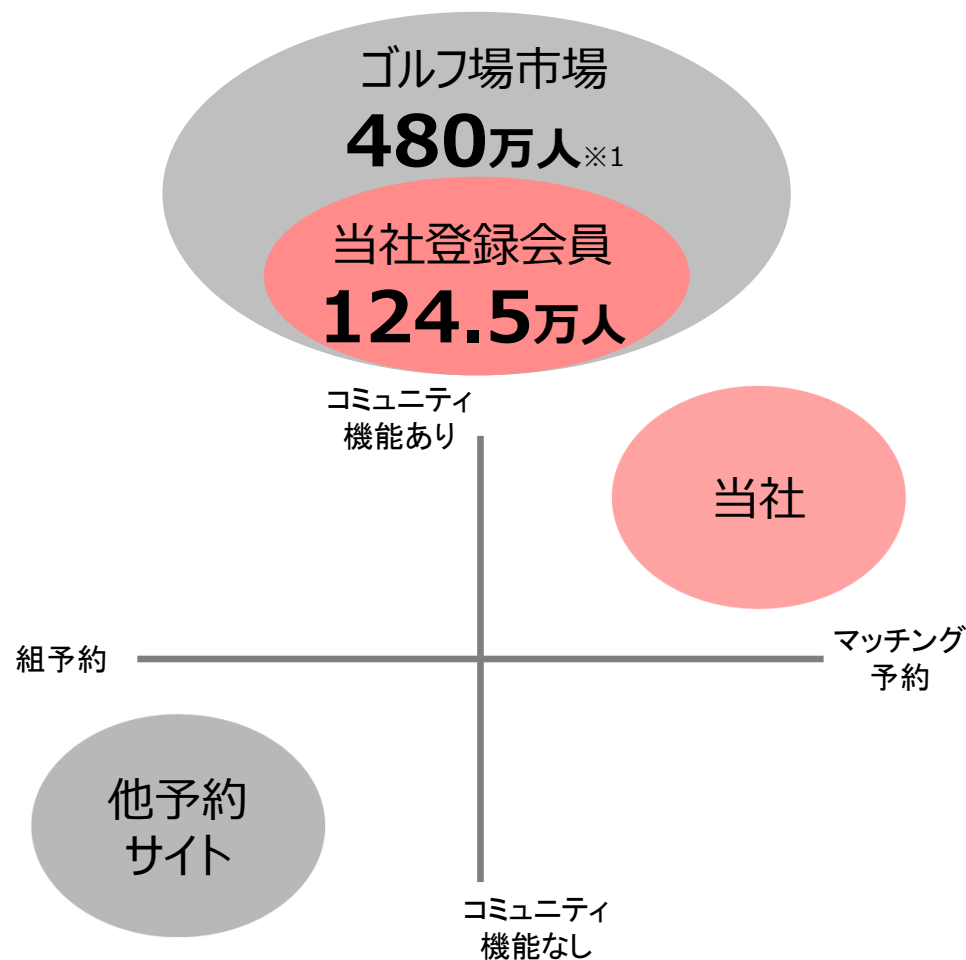 ゴルフ場市場
480万人※1
当社登録会員
124.5万人
コミュニティ
機能あり
当社
組予約
マッチング
予約
他予約
サイト
コミュニティ
機能なし